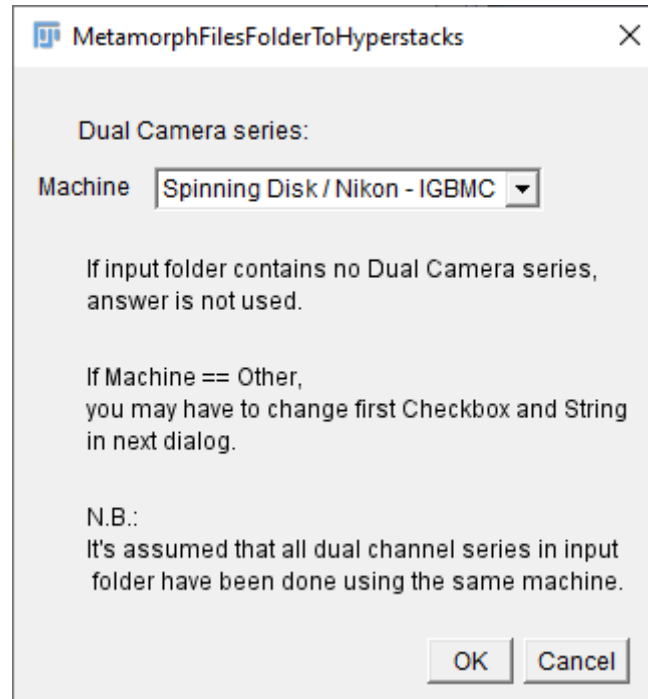 MetamorphFilesFolderToHyperstacks
Dual Camera series:
Machine Spinning Disk / Nikon - IGBMC
If input folder contains no Dual Camera series,
answer is not used.
If Machine == Other,
you may have to change first Checkbox and String
in next dialog.
N.B.:
It's assumed that all dual channel series in input
folder have been done using the same machine.
OK Cancel